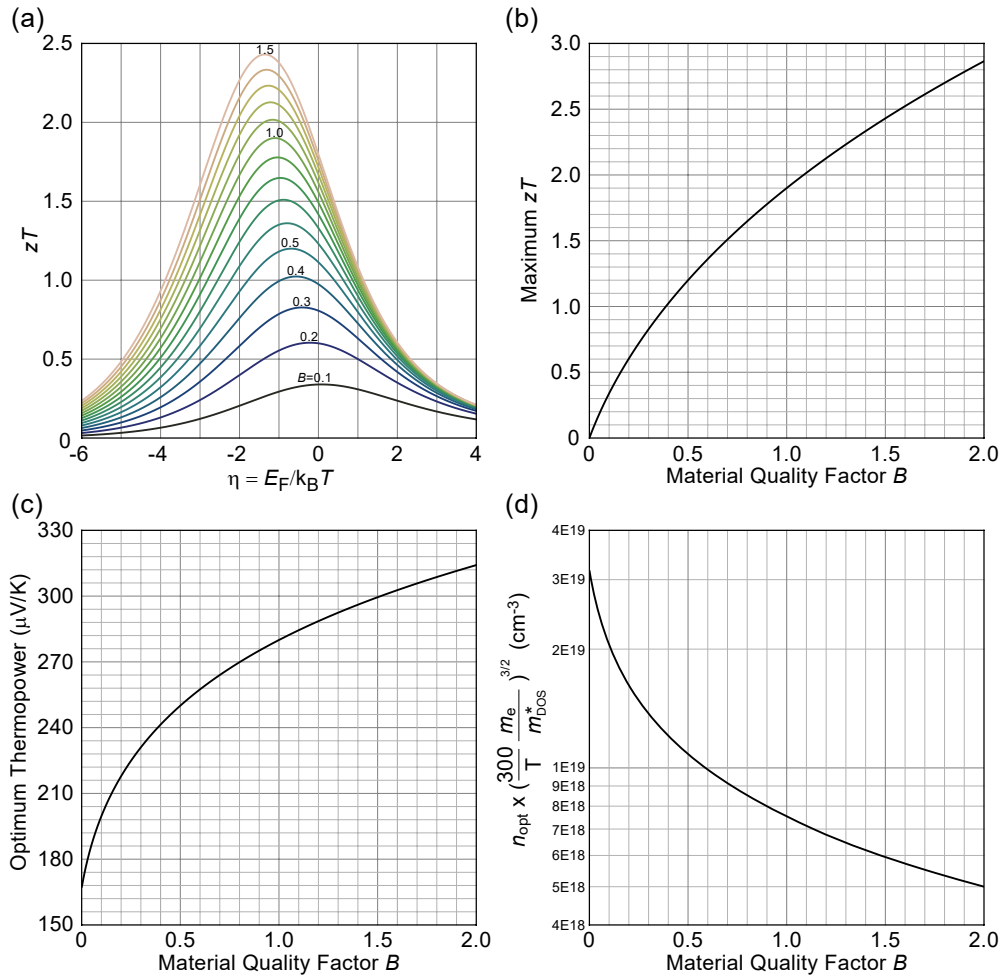 (a)
2.5
2.0
1.5
1.0
0.5
0
zT
1.5
1.0
0.5
0.4
0.3
0.2
B=0.1
-6 -4 -2 0 2 4
η = E_F/k_BT
(b)
3.0
2.5
2.0
1.5
1.0
0.5
0
Maximum zT
0 0.5 1.0 1.5 2.0
Material Quality Factor B
(c)
330
300
270
240
210
180
150
Optimum Thermopower (μV/K)
0 0.5 1.0 1.5 2.0
Material Quality Factor B
(d)
4E19
3E19
2E19
1E19
9E18
8E18
7E18
6E18
5E18
4E18
n_opt x (300/T m_e/m*_DOS)^3/2 (cm-3)
0 0.5 1.0 1.5 2.0
Material Quality Factor B